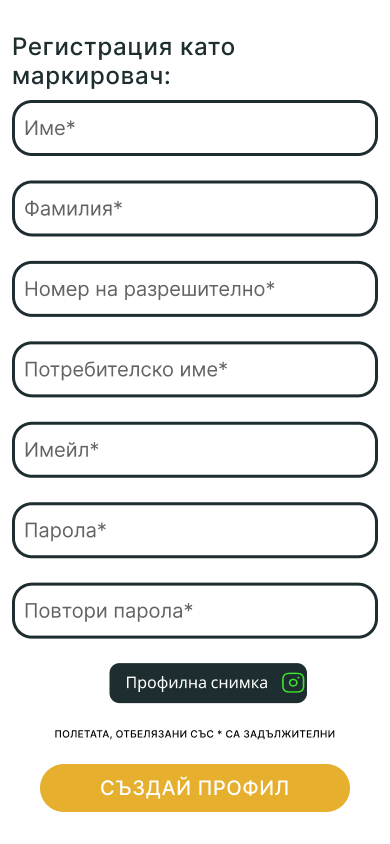 Регистрация като
маркировач:
Име*
Фамилия*
Номер на разрешително*
Потребителско име*
Имейл*
Парола*
Повтори парола*
Профилна снимка
ПОЛЕТАТА, ОТБЕЛЯЗАНИ СЪС * СА ЗАДЪЛЖИТЕЛНИ
СЪЗДАЙ ПРОФИЛ